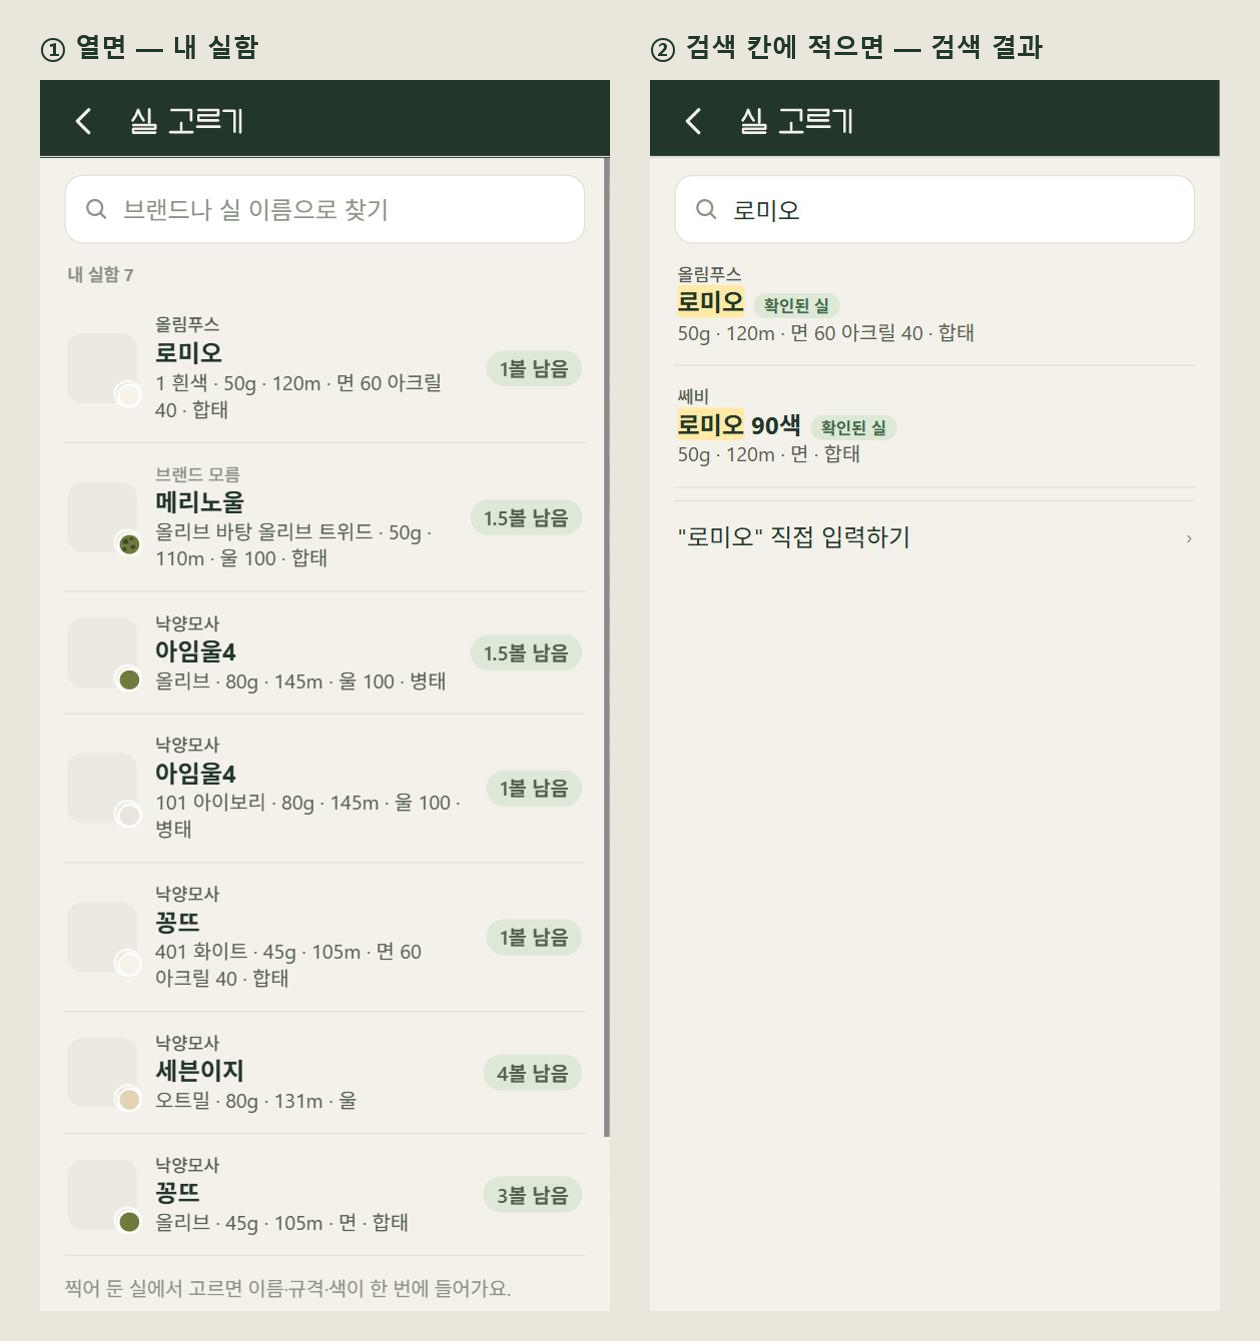 ① 열면 — 내 실함
실 고르기
브랜드나 실 이름으로 찾기
내 실함 7
올림푸스
로미오
1 흰색 · 50g · 120m · 면 60 아크릴
40 · 합태
1볼 남음
브랜드 모름
메리노울
올리브 바탕 올리브 트위드 · 50g ·
110m · 울 100 · 합태
1.5볼 남음
낙양모사
아임울4
올리브 · 80g · 145m · 울 100 · 병태
1.5볼 남음
낙양모사
아임울4
101 아이보리 · 80g · 145m · 울 100 ·
병태
1볼 남음
낙양모사
꽁뜨
401 화이트 · 45g · 105m · 면 60
아크릴 40 · 합태
1볼 남음
낙양모사
세븐이지
오트밀 · 80g · 131m · 울
4볼 남음
낙양모사
꽁뜨
올리브 · 45g · 105m · 면 · 합태
3볼 남음
찍어 둔 실에서 고르면 이름·규격·색이 한 번에 들어가요.
② 검색 칸에 적으면 — 검색 결과
실 고르기
로미오
올림푸스
로미오 확인된 실
50g · 120m · 면 60 아크릴 40 · 합태
쎄비
로미오 90색 확인된 실
50g · 120m · 면 · 합태
"로미오" 직접 입력하기 ›